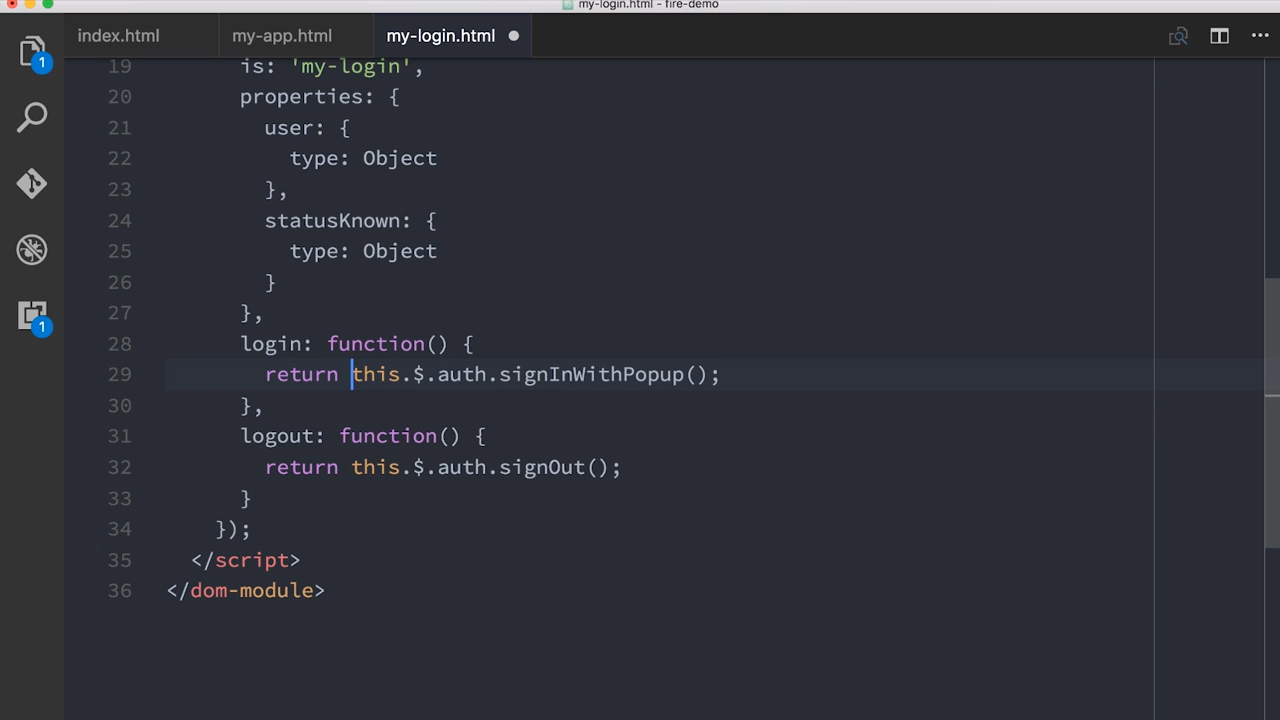 my-login.html - fire-demo
index.html my-app.html my-login.html
1
1
19 is: 'my-login',
20 properties: {
21 user: {
22 type: Object
23 },
24 statusKnown: {
25 type: Object
26 }
27 },
28 login: function() {
29 return this.$.auth.signInWithPopup();
30 },
31 logout: function() {
32 return this.$.auth.signOut();
33 }
34 });
35 </script>
36 </dom-module>